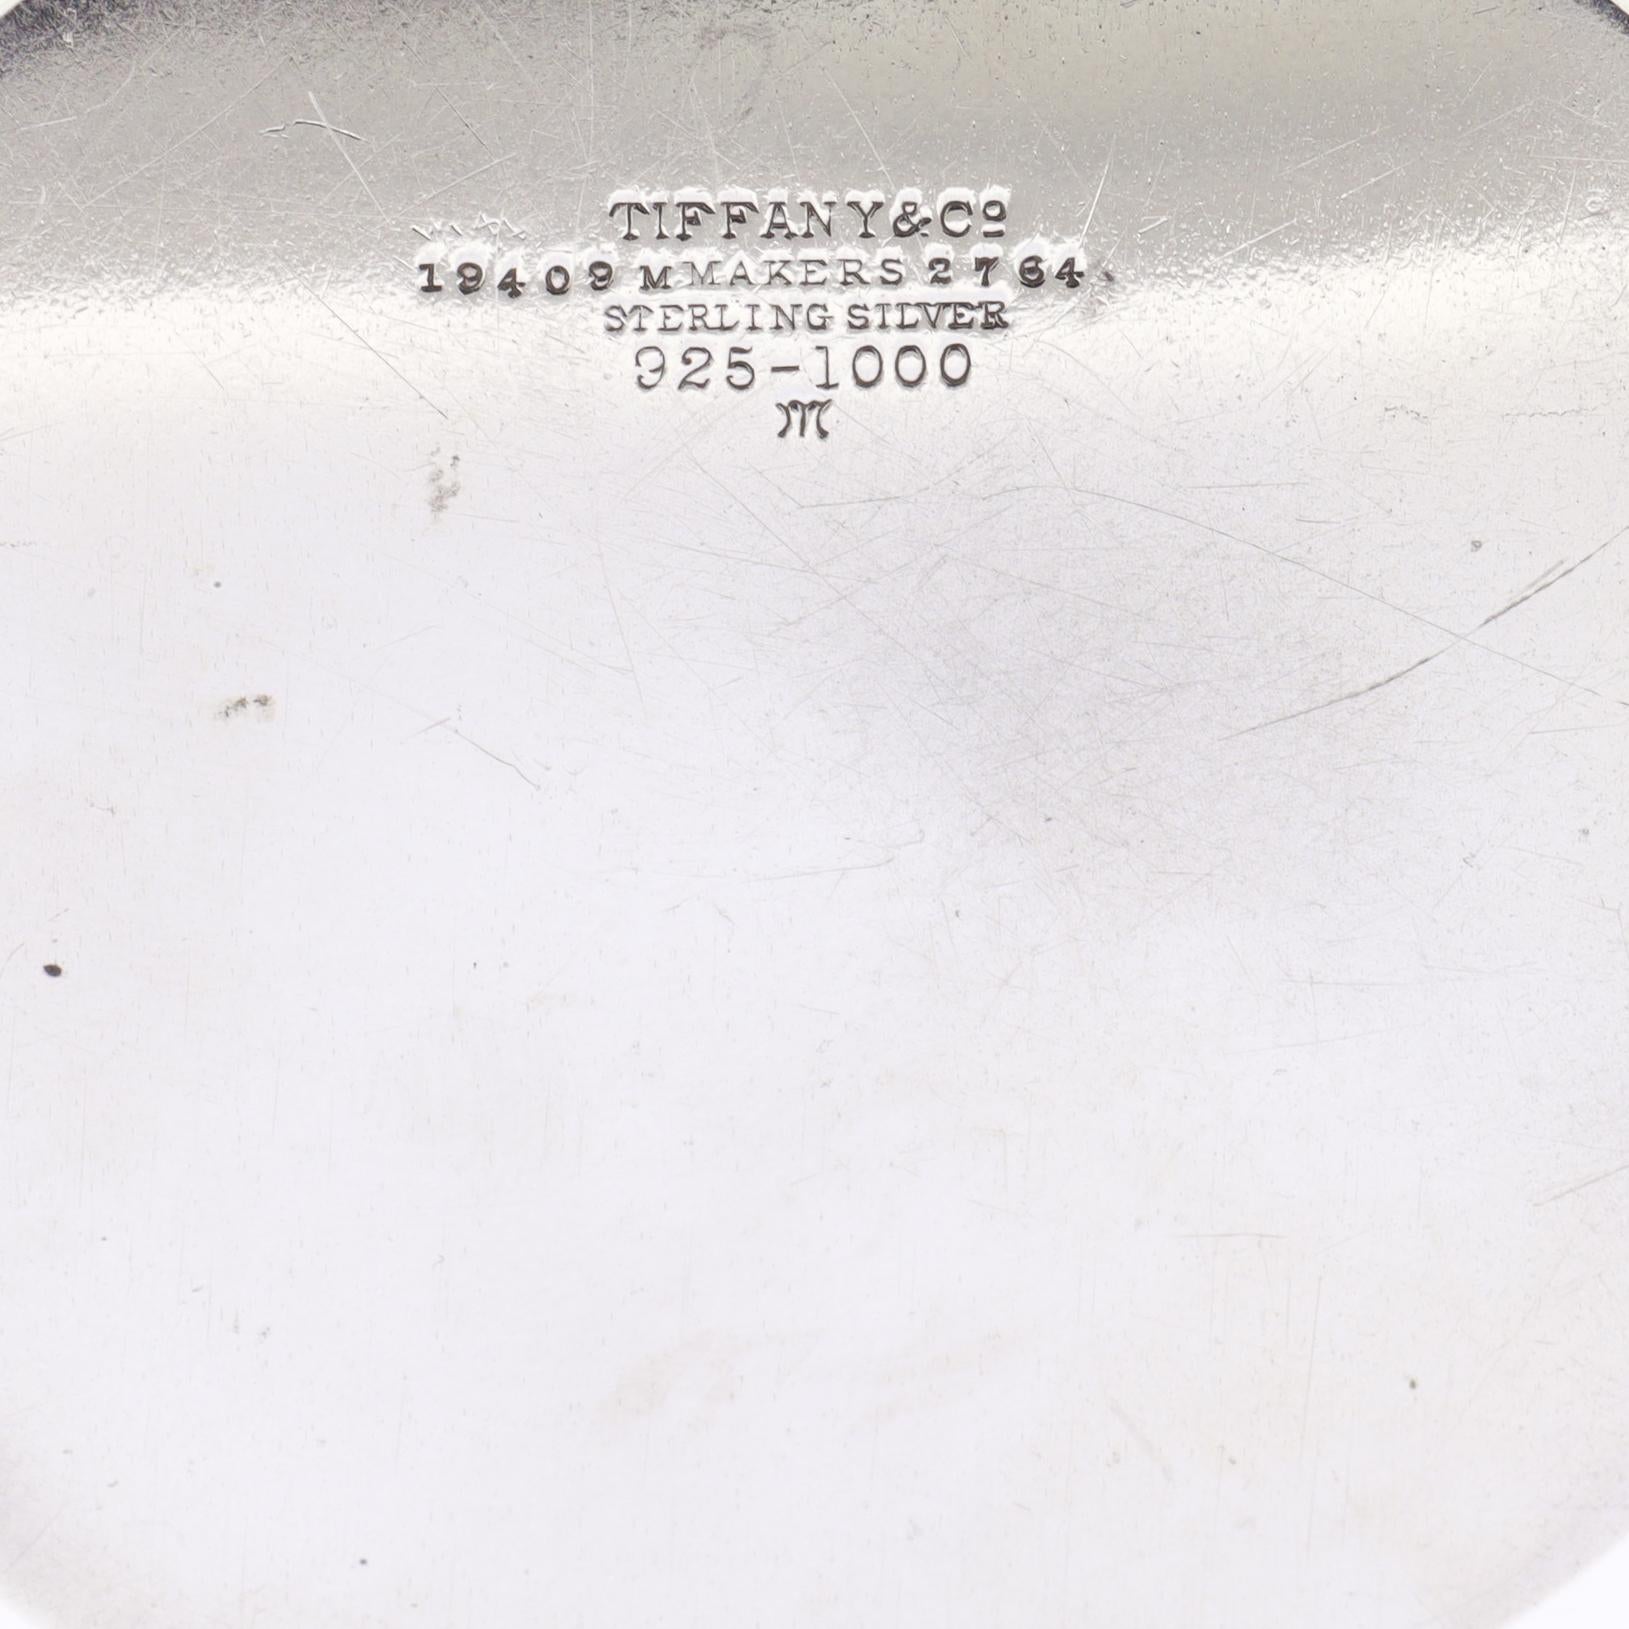 TIFFANY & Cº
19409 M MAKERS 2764
STERLING SILVER
925-1000
M